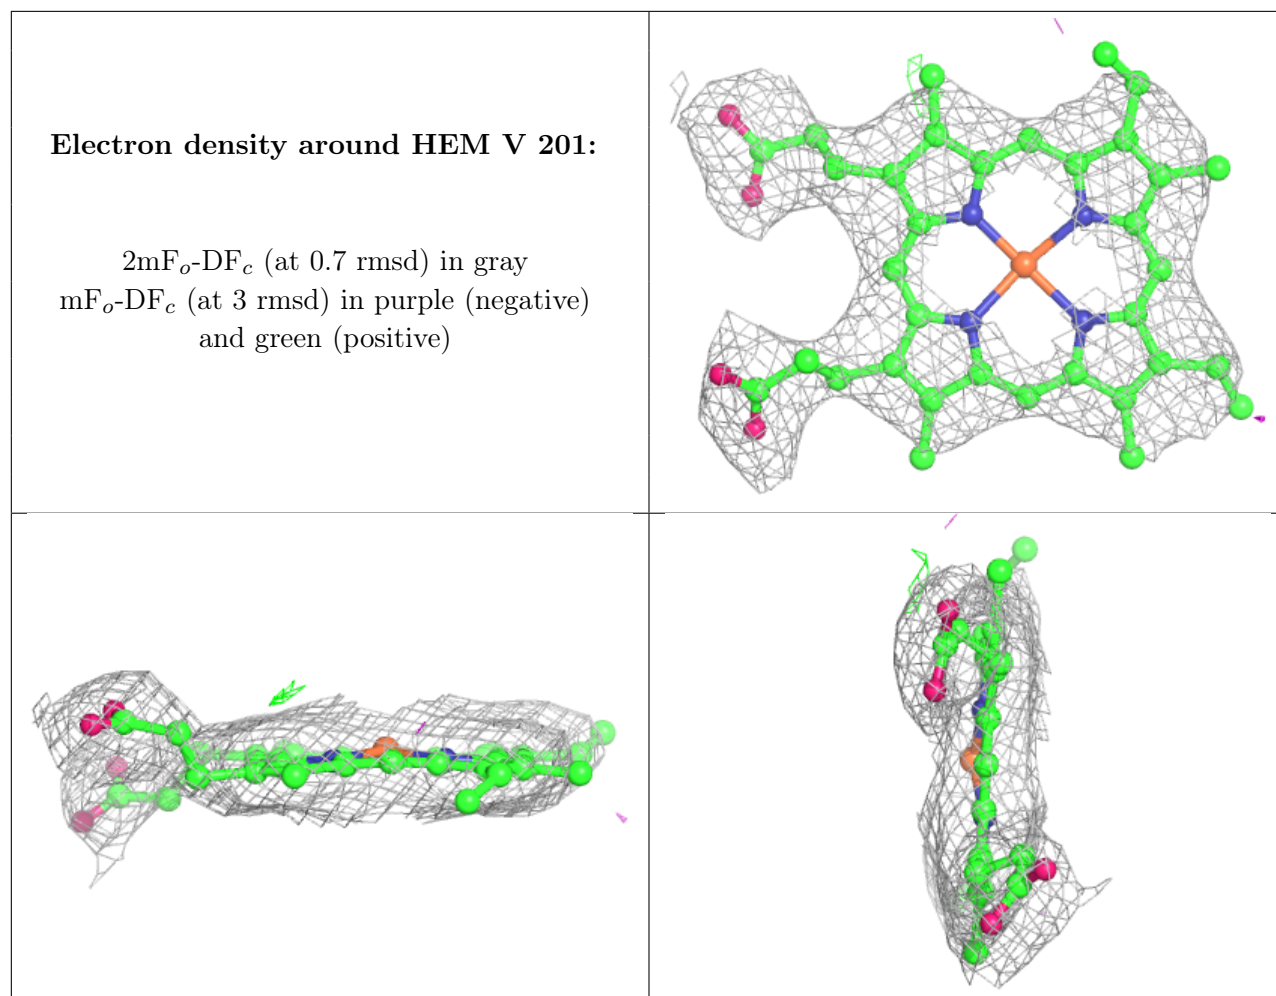 Electron density around HEM V 201:
2mFₒ-DF𝒸 (at 0.7 rmsd) in gray
mFₒ-DF𝒸 (at 3 rmsd) in purple (negative)
and green (positive)